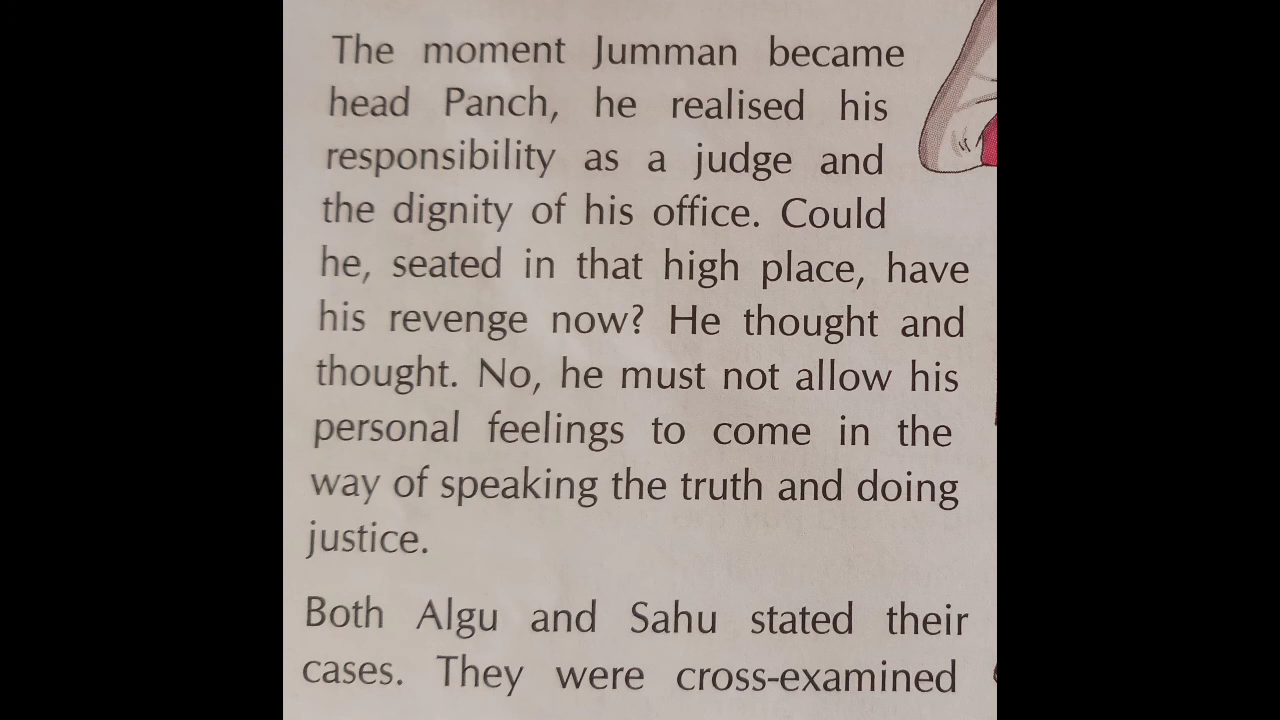 The moment Jumman became
head Panch, he realised his
responsibility as a judge and
the dignity of his office. Could
he, seated in that high place, have
his revenge now? He thought and
thought. No, he must not allow his
personal feelings to come in the
way of speaking the truth and doing
justice.
Both Algu and Sahu stated their
cases. They were cross-examined